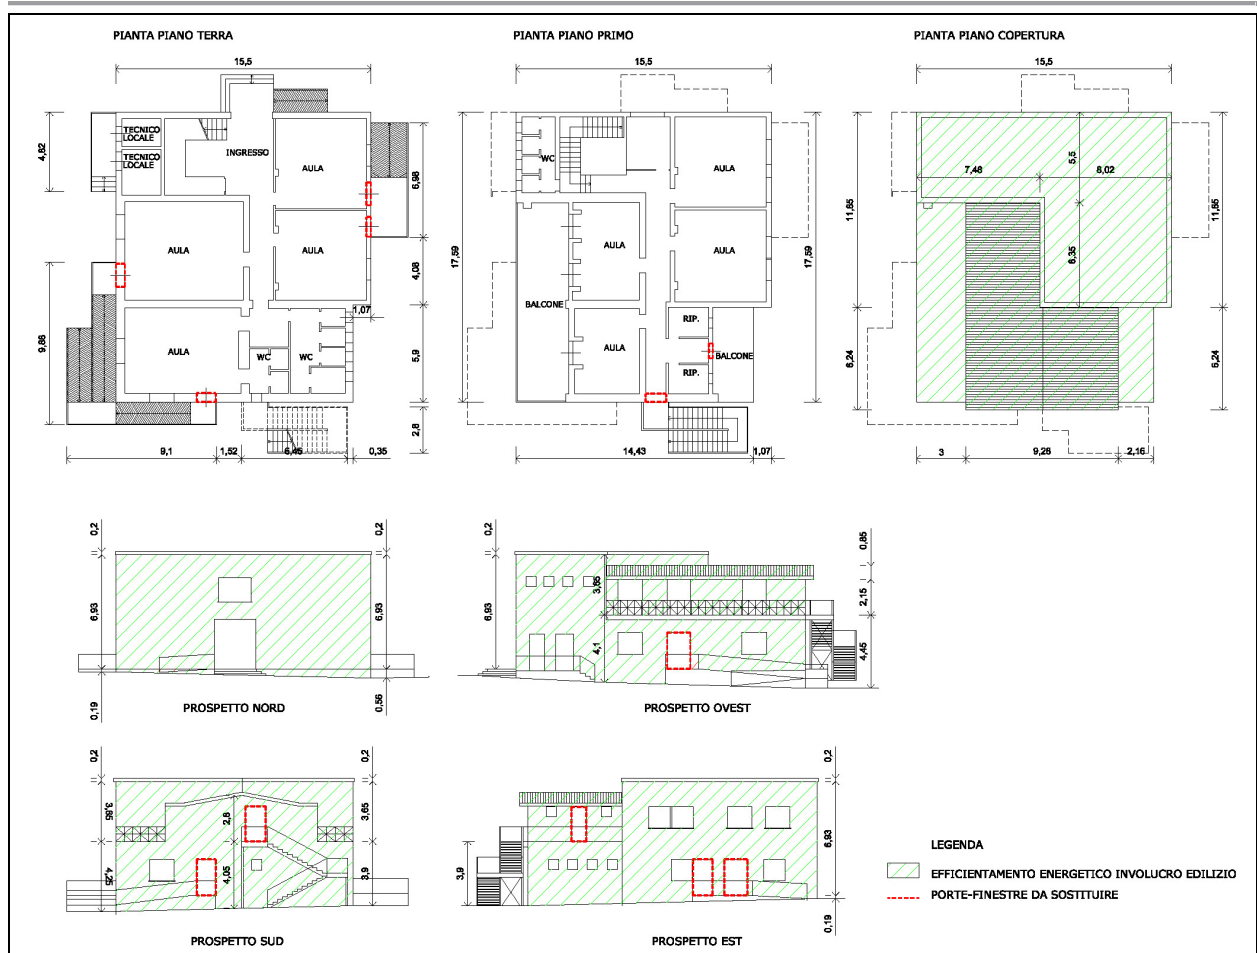 PIANTA PIANO TERRA
15,5
4,62
TECNICO
LOCALE
TECNICO
LOCALE
INGRESSO
AULA
6,98
AULA
AULA
4,08
1,07
9,86
AULA
WC
WC
5,9
2,8
9,1
1,52
6,45
0,35
PIANTA PIANO PRIMO
15,5
WC
AULA
17,59
AULA
AULA
17,59
BALCONE
RIP.
AULA
BALCONE
RIP.
14,43
1,07
PIANTA PIANO COPERTURA
15,5
5,5
7,48
8,02
11,65
11,65
6,35
6,24
6,24
3
9,26
2,16
0,2
0,2
6,93
6,93
0,19
0,56
PROSPETTO NORD
0,2
0,85
3,65
6,93
2,15
4,1
4,45
PROSPETTO OVEST
0,2
0,2
3,65
2,8
3,65
4,25
4,05
3,9
PROSPETTO SUD
0,2
6,93
3,9
0,19
PROSPETTO EST
LEGENDA
EFFICIENTAMENTO ENERGETICO INVOLUCRO EDILIZIO
PORTE-FINESTRE DA SOSTITUIRE